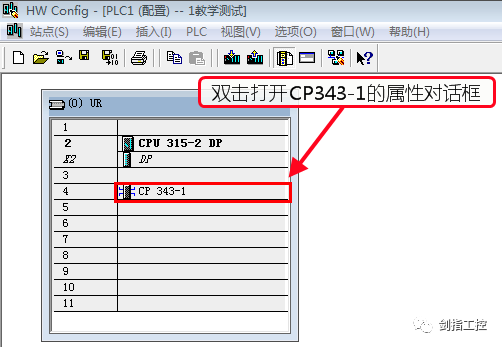 HW Config - [PLC1 (配置) -- 1教学测试]
站点(S) 编辑(E) 插入(I) PLC 视图(V) 选项(O) 窗口(W) 帮助(H)
双击打开CP343-1的属性对话框
(0) UR
1
2 CPU 315-2 DP
X2 DP
3
4 CP 343-1
5
6
7
8
9
10
11
剑指工控